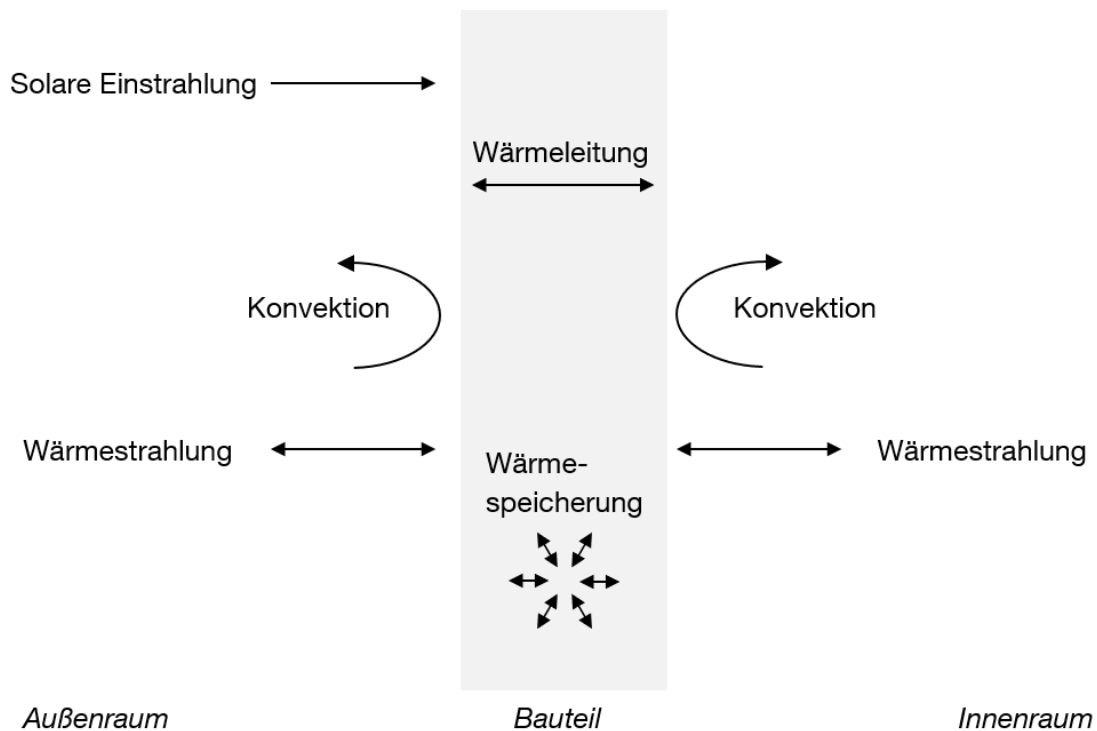 Solare Einstrahlung
Wärmeleitung
Konvektion
Konvektion
Wärmestrahlung
Wärme-
speicherung
Wärmestrahlung
Außenraum
Bauteil
Innenraum